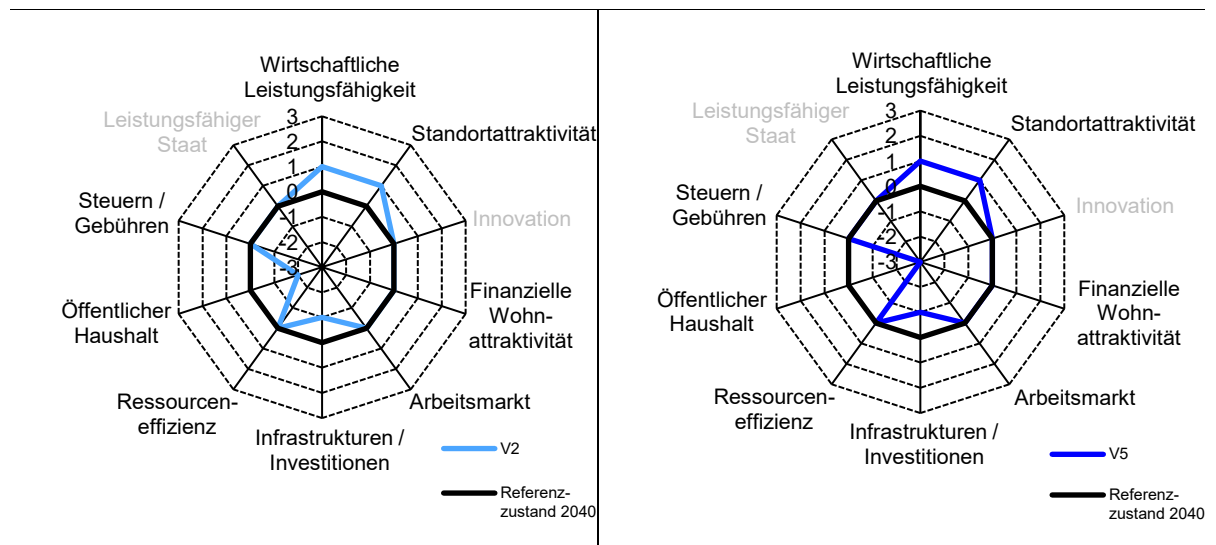 Wirtschaftliche
Leistungsfähigkeit
Leistungsfähiger
Staat
Standortattraktivität
3
2
1
0
-1
-2
-3
Steuern /
Gebühren
Innovation
Öffentlicher
Haushalt
Finanzielle
Wohn-
attraktivität
Ressourcen-
effizienz
Arbeitsmarkt
Infrastrukturen /
Investitionen
V2
Referenz-
zustand 2040
Wirtschaftliche
Leistungsfähigkeit
Leistungsfähiger
Staat
Standortattraktivität
3
2
1
0
-1
-2
-3
Steuern /
Gebühren
Innovation
Öffentlicher
Haushalt
Finanzielle
Wohn-
attraktivität
Ressourcen-
effizienz
Arbeitsmarkt
Infrastrukturen /
Investitionen
V5
Referenz-
zustand 2040